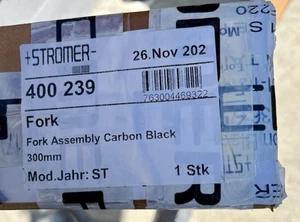 +STROMER-
26.Nov 202
400 239
763004469322
Fork
Fork Assembly Carbon Black
300mm
Mod.Jahr: ST
1 Stk